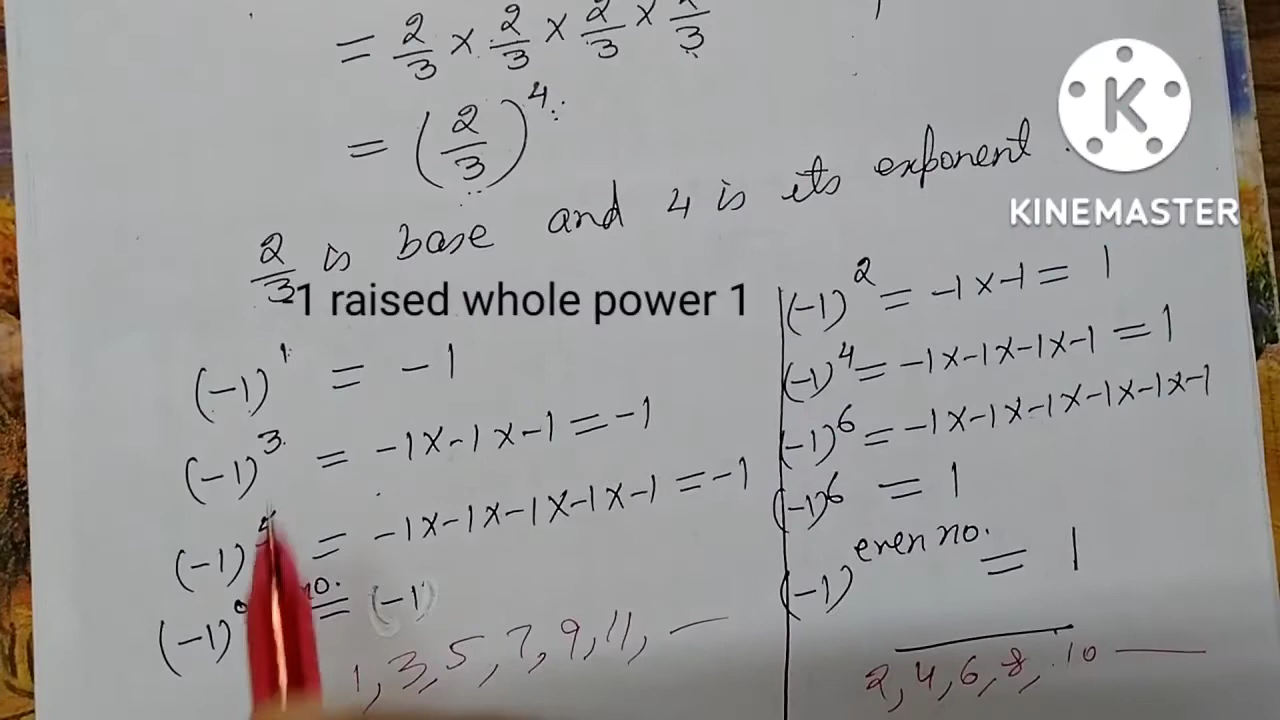 = 2/3 × 2/3 × 2/3 × 2/3
= (2/3)^4
2/3 is base and 4 is its exponent.
KINEMASTER
-1 raised whole power 1
(-1)^1 = -1
(-1)^3 = -1×-1×-1=-1
(-1)^5 = -1×-1×-1×-1×-1=-1
(-1) no. = (-1)
1, 3, 5, 7, 9, 11, —
(-1)^2 = -1×-1= 1
(-1)^4 = -1×-1×-1×-1 = 1
(-1)^6 = -1×-1×-1×-1×-1×-1
(-1)^6 = 1
(-1)^even no. = 1
2, 4, 6, 8, 10 —